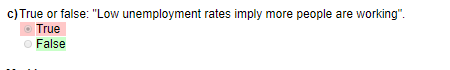 c) True or false: "Low unemployment rates imply more people are working".
True
False